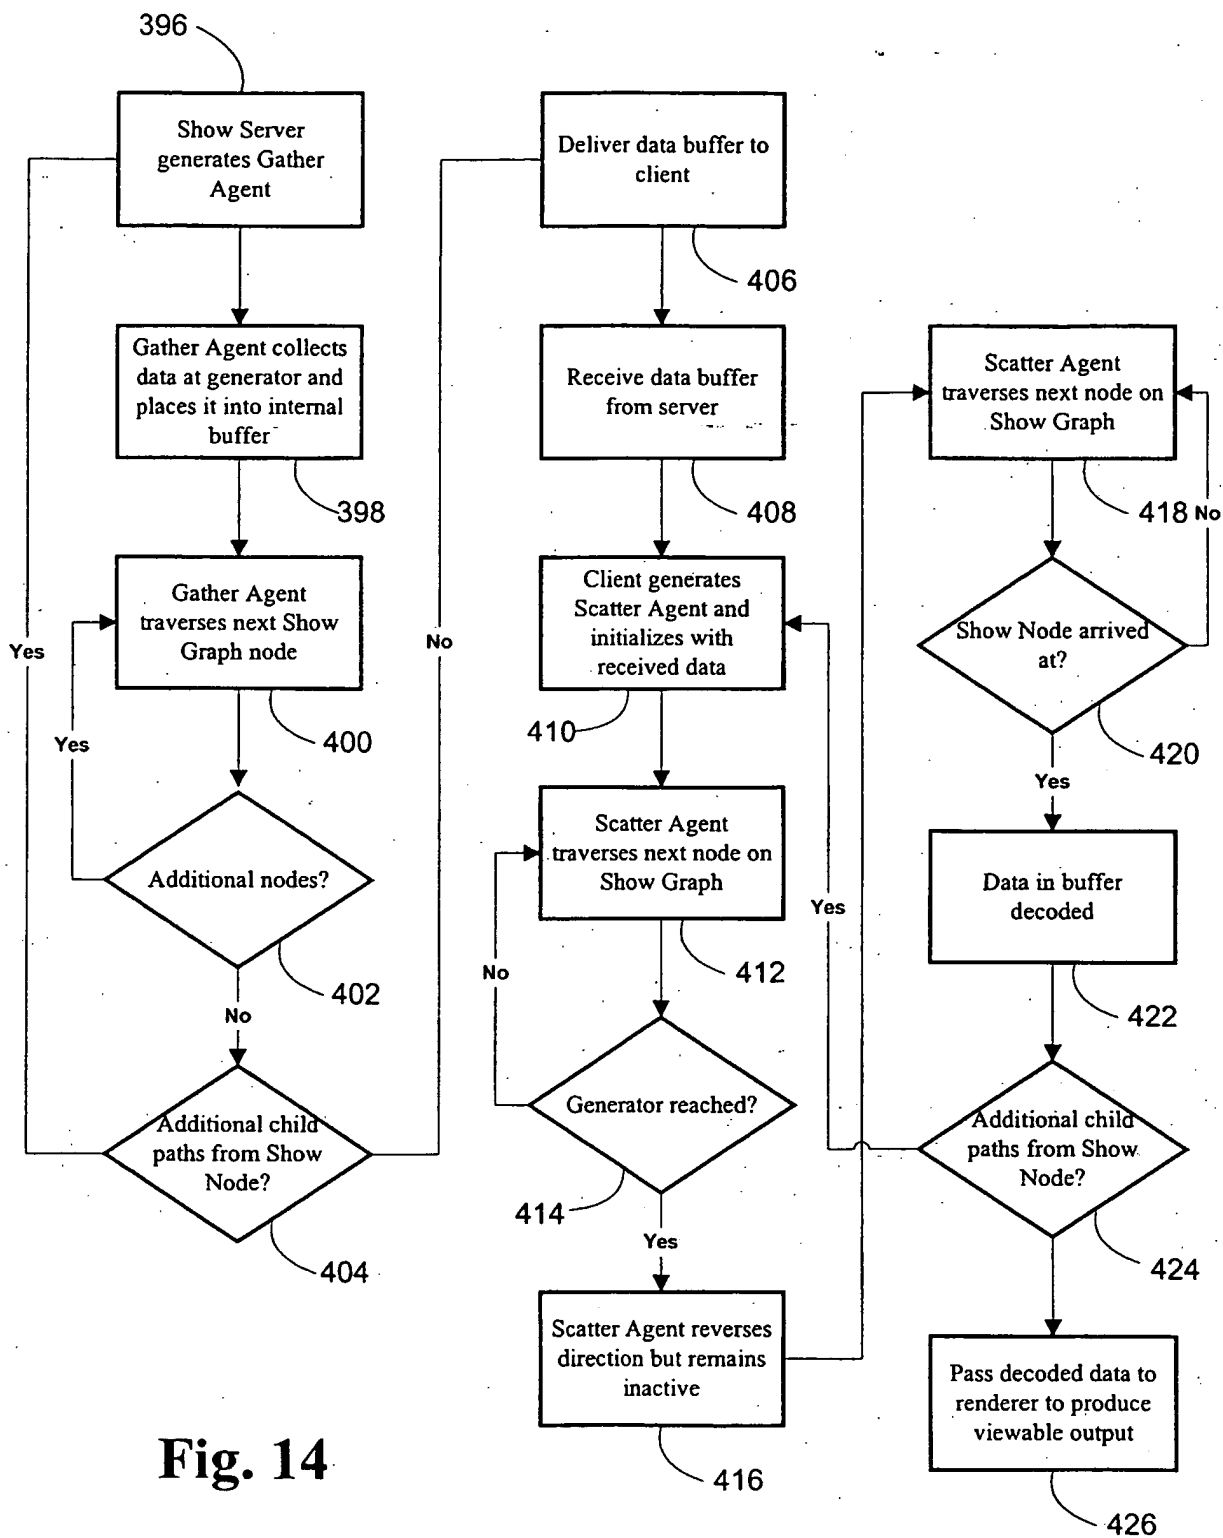 396
Show Server
generates Gather
Agent
Gather Agent collects
data at generator and
places it into internal
buffer
398
Gather Agent
traverses next Show
Graph node
400
Yes
Yes
Additional nodes?
402
No
Additional child
paths from Show
Node?
404
No
Deliver data buffer to
client
406
Receive data buffer
from server
408
Client generates
Scatter Agent and
initializes with
received data
410
Scatter Agent
traverses next node on
Show Graph
412
No
Generator reached?
414
Yes
Scatter Agent reverses
direction but remains
inactive
416
Yes
Scatter Agent
traverses next node on
Show Graph
418
No
Show Node arrived
at?
420
Yes
Data in buffer
decoded
422
Additional child
paths from Show
Node?
424
Pass decoded data to
renderer to produce
viewable output
426
Fig. 14